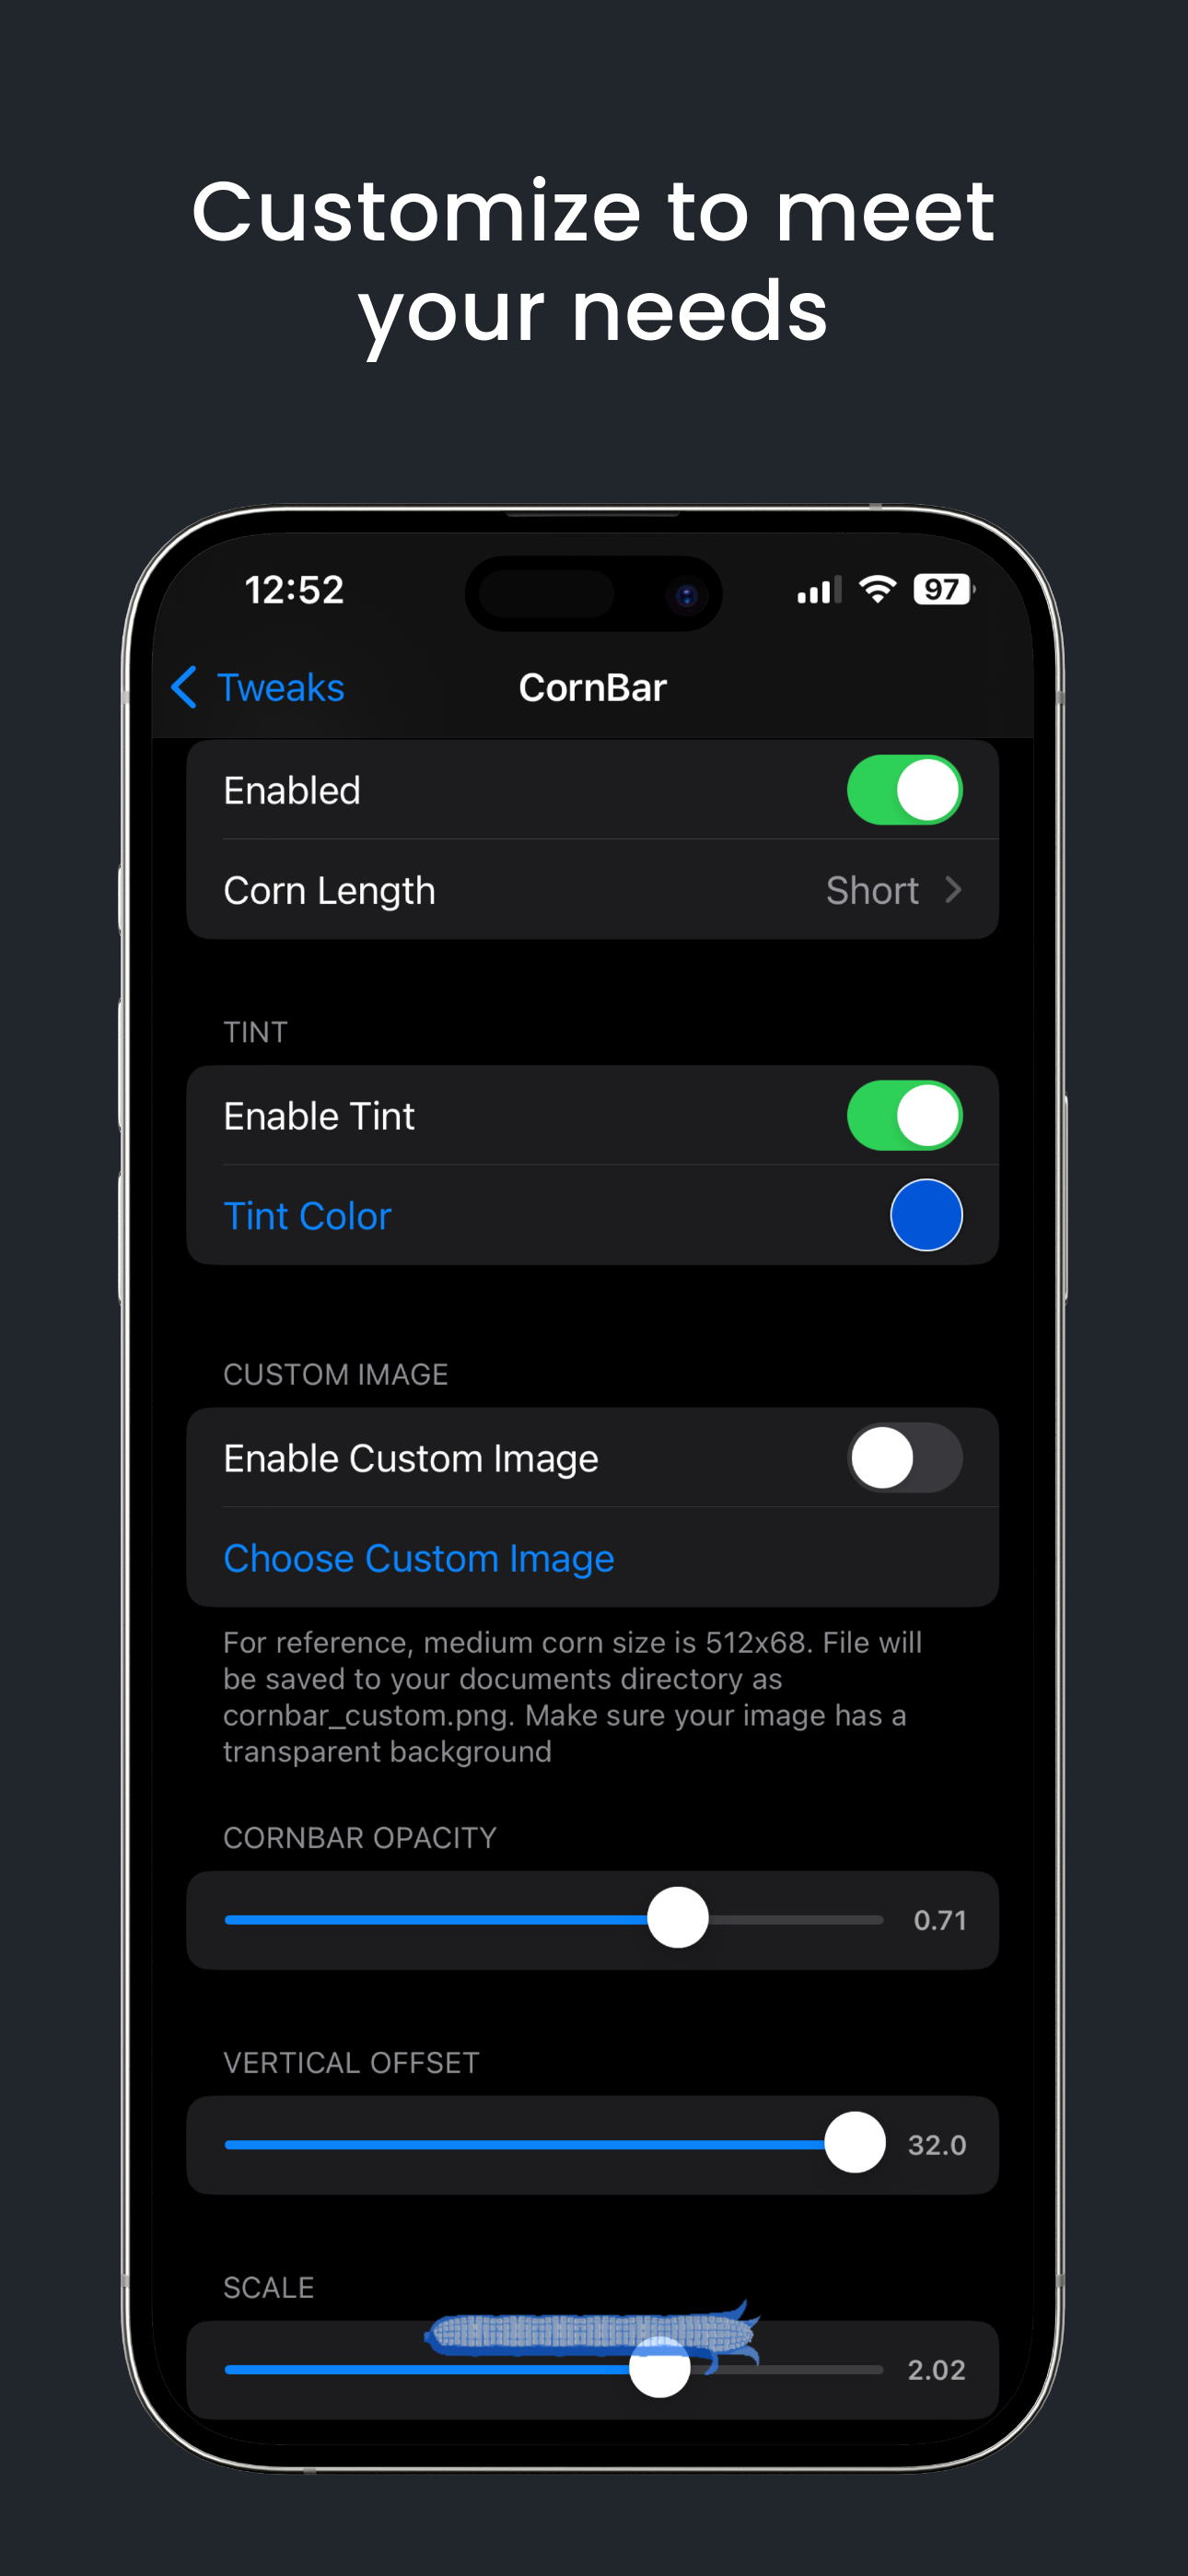 Customize to meet
your needs
12:52
97
Tweaks
CornBar
Enabled
Corn Length
Short
TINT
Enable Tint
Tint Color
CUSTOM IMAGE
Enable Custom Image
Choose Custom Image
For reference, medium corn size is 512x68. File will
be saved to your documents directory as
cornbar_custom.png. Make sure your image has a
transparent background
CORNBAR OPACITY
0.71
VERTICAL OFFSET
32.0
SCALE
2.02